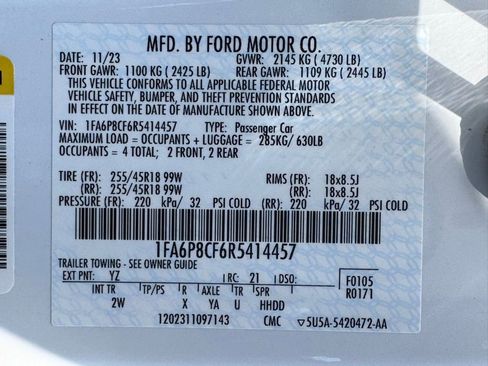 MFD. BY FORD MOTOR CO.
DATE: 11/23 GVWR: 2145 KG ( 4730 LB)
FRONT GAWR: 1100 KG ( 2425 LB) REAR GAWR: 1109 KG ( 2445 LB)
THIS VEHICLE CONFORMS TO ALL APPLICABLE FEDERAL MOTOR
VEHICLE SAFETY, BUMPER, AND THEFT PREVENTION STANDARDS
IN EFFECT ON THE DATE OF MANUFACTURE SHOWN ABOVE.
VIN: 1FA6P8CF6R5414457 TYPE: Passenger Car
MAXIMUM LOAD = OCCUPANTS + LUGGAGE = 285KG/ 630LB
OCCUPANTS = 4 TOTAL; 2 FRONT, 2 REAR
TIRE (FR): 255/45R18 99W RIMS (FR): 18x8.5J
(RR): 255/45R18 99W (RR): 18x8.5J
PRESSURE (FR): 220 kPa/ 32 PSI COLD (RR): 220 kPa/ 32 PSI COLD
1FA6P8CF6R5414457
TRAILER TOWING - SEE OWNER GUIDE
EXT PNT: YZ RC: 21 DSO: F0105
R0171
INT TR TP/PS R AXLE TR SPR
2W X YA U HHDD
1202311097143 CMC 5U5A-5420472-AA